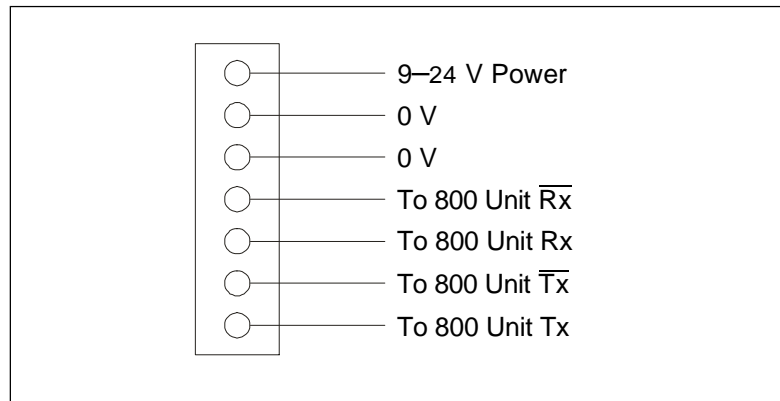 9–24 V Power
0 V
0 V
To 800 Unit R̅x̅
To 800 Unit Rx
To 800 Unit T̅x̅
To 800 Unit Tx